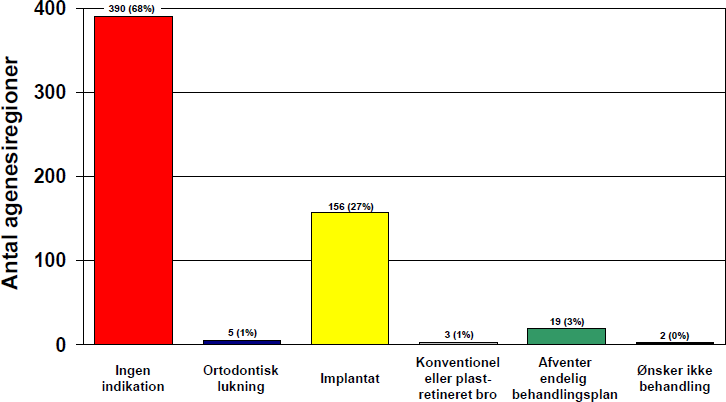 Antal agenesiregioner
400
300
200
100
0
390 (68%)
5 (1%)
156 (27%)
3 (1%)
19 (3%)
2 (0%)
Ingen
indikation
Ortodontisk
lukning
Implantat
Konventionel
eller plast-
retineret bro
Afventer
endelig
behandlingsplan
Ønsker ikke
behandling